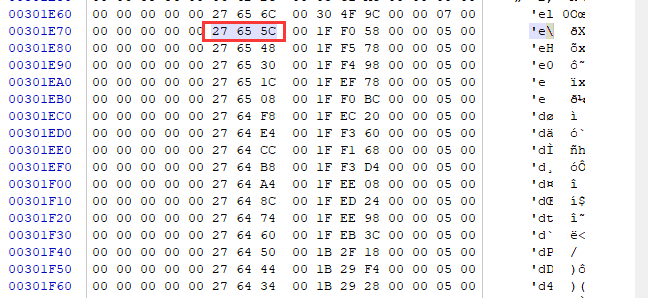 00301E60 00 00 00 00 00 27 65 6C 00 30 4F 9C 00 00 07 00 'el 0Oœ
00301E70 00 00 00 00 00 27 65 5C 00 1F F0 58 00 00 05 00 'e\ ðX
00301E80 00 00 00 00 00 27 65 48 00 1F F5 78 00 00 05 00 'eH õx
00301E90 00 00 00 00 00 27 65 30 00 1F F4 98 00 00 05 00 'e0 ô˜
00301EA0 00 00 00 00 00 27 65 1C 00 1F EF 78 00 00 05 00 'e ïx
00301EB0 00 00 00 00 00 27 65 08 00 1F F0 BC 00 00 05 00 'e ð¼
00301EC0 00 00 00 00 00 27 64 F8 00 1F EC 20 00 00 05 00 'dø ì
00301ED0 00 00 00 00 00 27 64 E4 00 1F F3 60 00 00 05 00 'dä ó`
00301EE0 00 00 00 00 00 27 64 CC 00 1F F1 68 00 00 05 00 'dÌ ñh
00301EF0 00 00 00 00 00 27 64 B8 00 1F F3 D4 00 00 05 00 'd¸ óÔ
00301F00 00 00 00 00 00 27 64 A4 00 1F EE 08 00 00 05 00 'd¤ î
00301F10 00 00 00 00 00 27 64 8C 00 1F ED 24 00 00 05 00 'dŒ í$
00301F20 00 00 00 00 00 27 64 74 00 1F EE 98 00 00 05 00 'dt î˜
00301F30 00 00 00 00 00 27 64 60 00 1F EB 3C 00 00 05 00 'd` ë<
00301F40 00 00 00 00 00 27 64 50 00 1B 2F 18 00 00 05 00 'dP /
00301F50 00 00 00 00 00 27 64 44 00 1B 29 F4 00 00 05 00 'dD )ô
00301F60 00 00 00 00 00 27 64 34 00 1B 29 28 00 00 05 00 'd4 )(